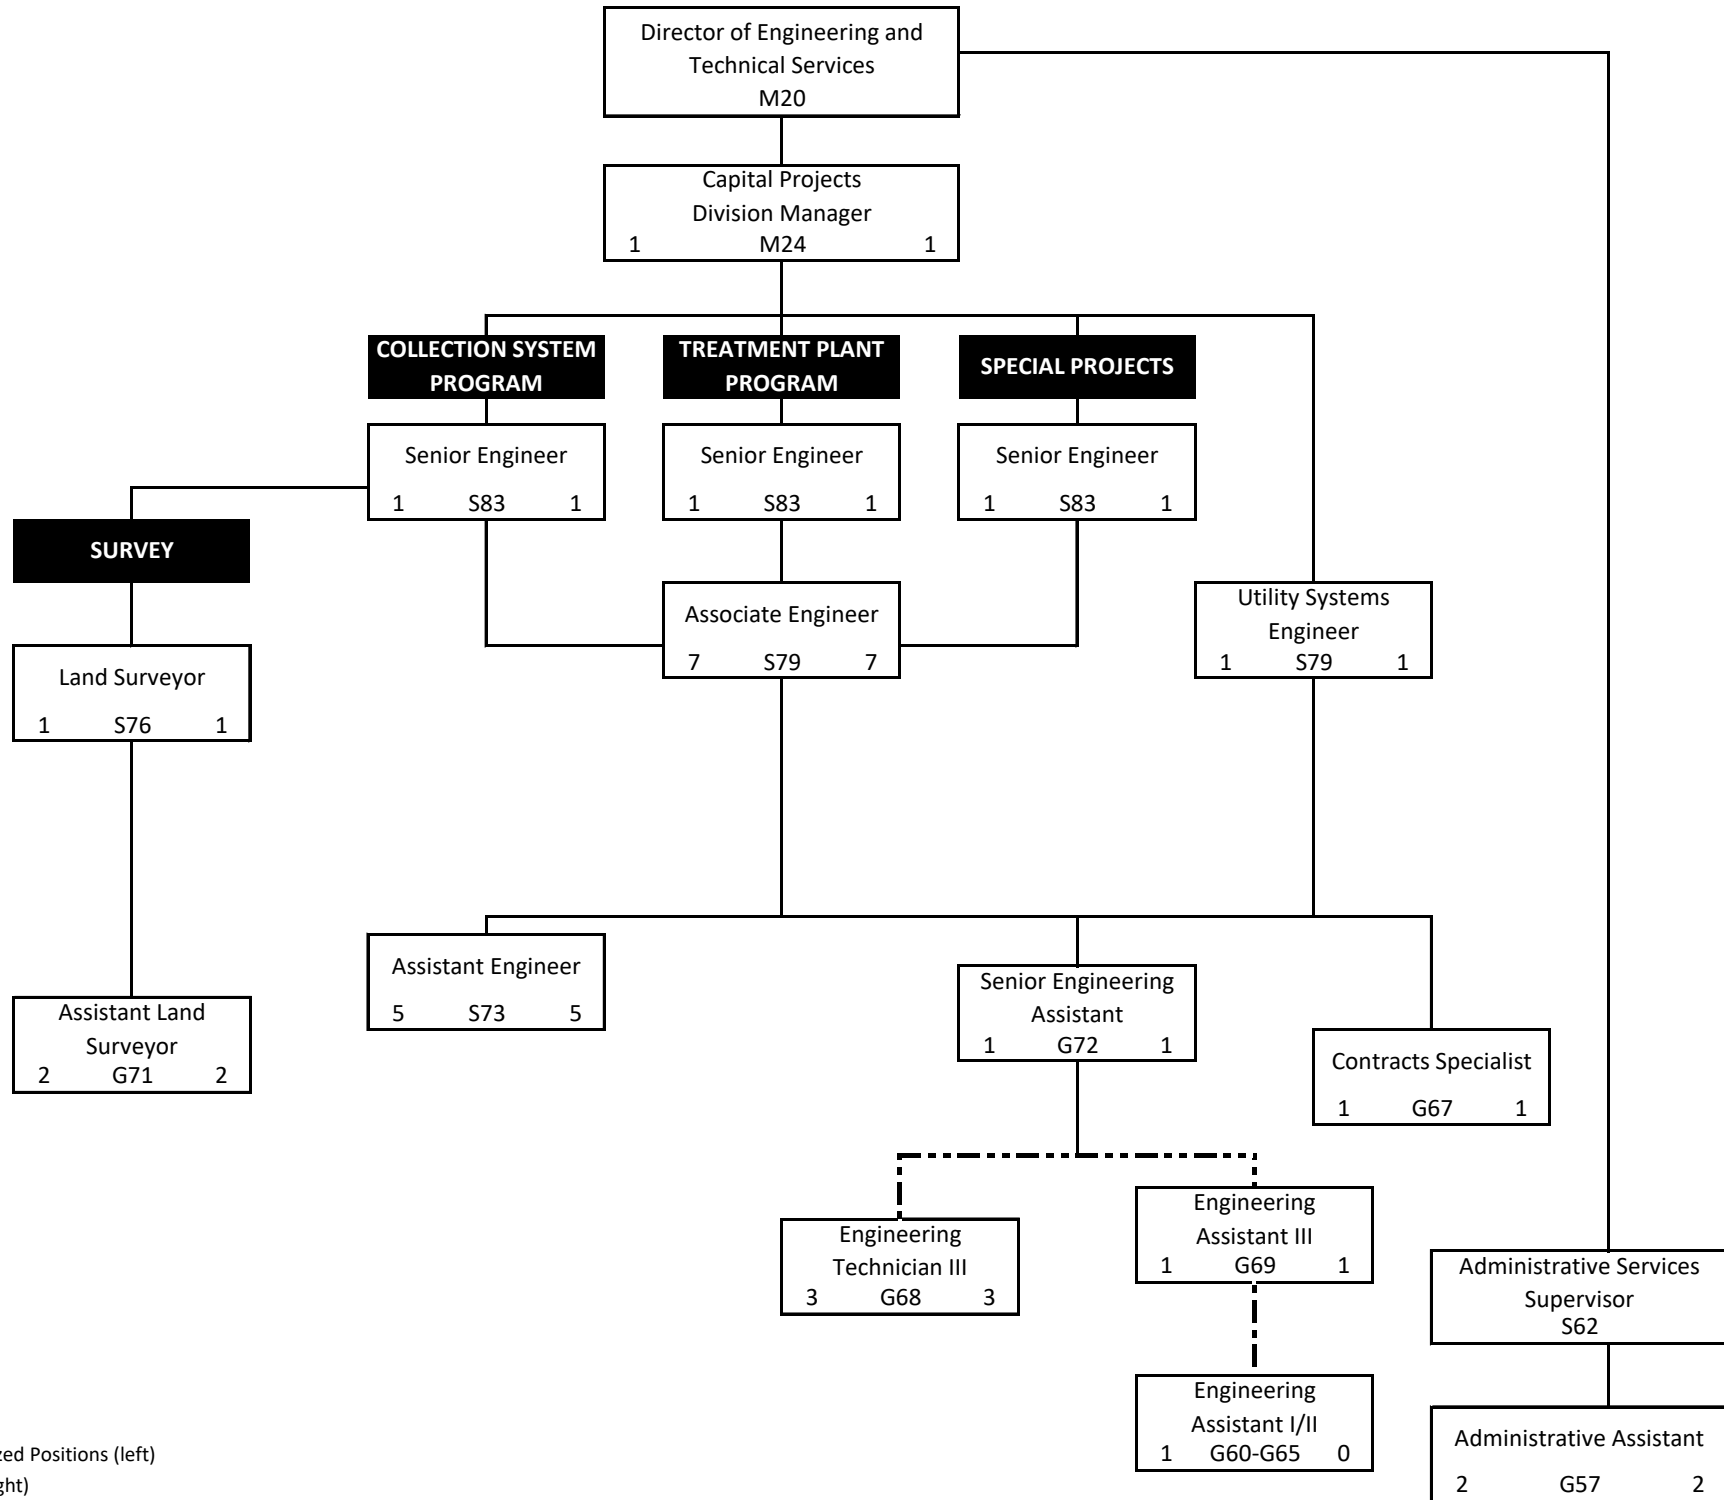 Director of Engineering and
Technical Services
M20
Capital Projects
Division Manager
1 M24 1
COLLECTION SYSTEM
PROGRAM
TREATMENT PLANT
PROGRAM
SPECIAL PROJECTS
Senior Engineer
1 S83 1
Senior Engineer
1 S83 1
Senior Engineer
1 S83 1
SURVEY
Associate Engineer
7 S79 7
Utility Systems
Engineer
1 S79 1
Land Surveyor
1 S76 1
Assistant Engineer
5 S73 5
Senior Engineering
Assistant
1 G72 1
Assistant Land
Surveyor
2 G71 2
Contracts Specialist
1 G67 1
Engineering
Technician III
3 G68 3
Engineering
Assistant III
1 G69 1
Administrative Services
Supervisor
S62
Engineering
Assistant I/II
1 G60-G65 0
Administrative Assistant
2 G57 2
Positions (left)